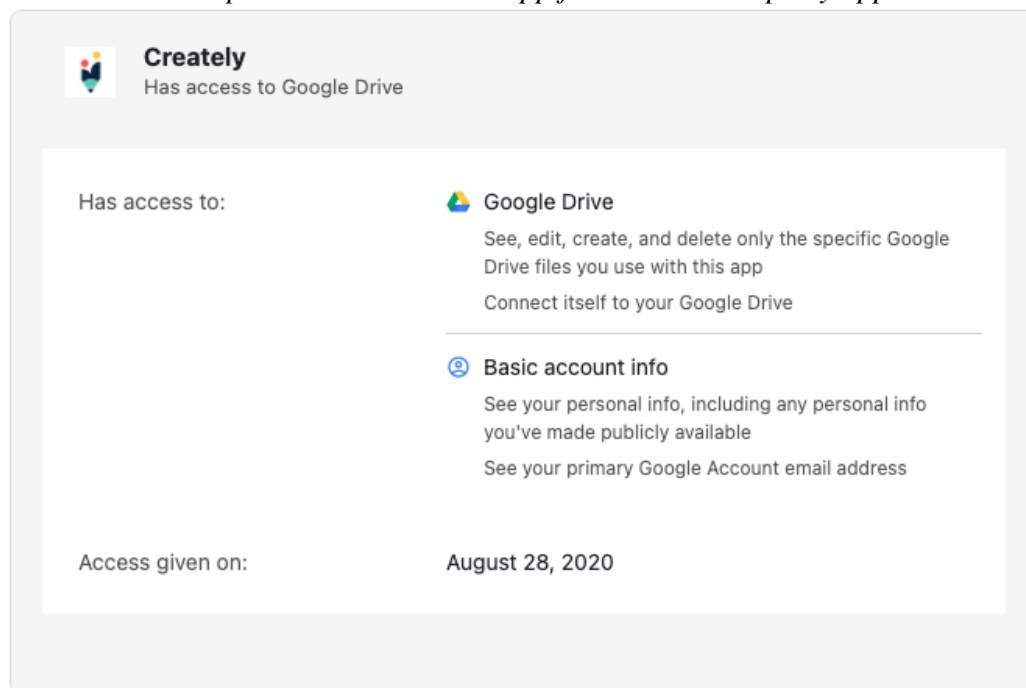 Creately
Has access to Google Drive
Has access to:
Google Drive
See, edit, create, and delete only the specific Google
Drive files you use with this app
Connect itself to your Google Drive
Basic account info
See your personal info, including any personal info
you've made publicly available
See your primary Google Account email address
Access given on:
August 28, 2020